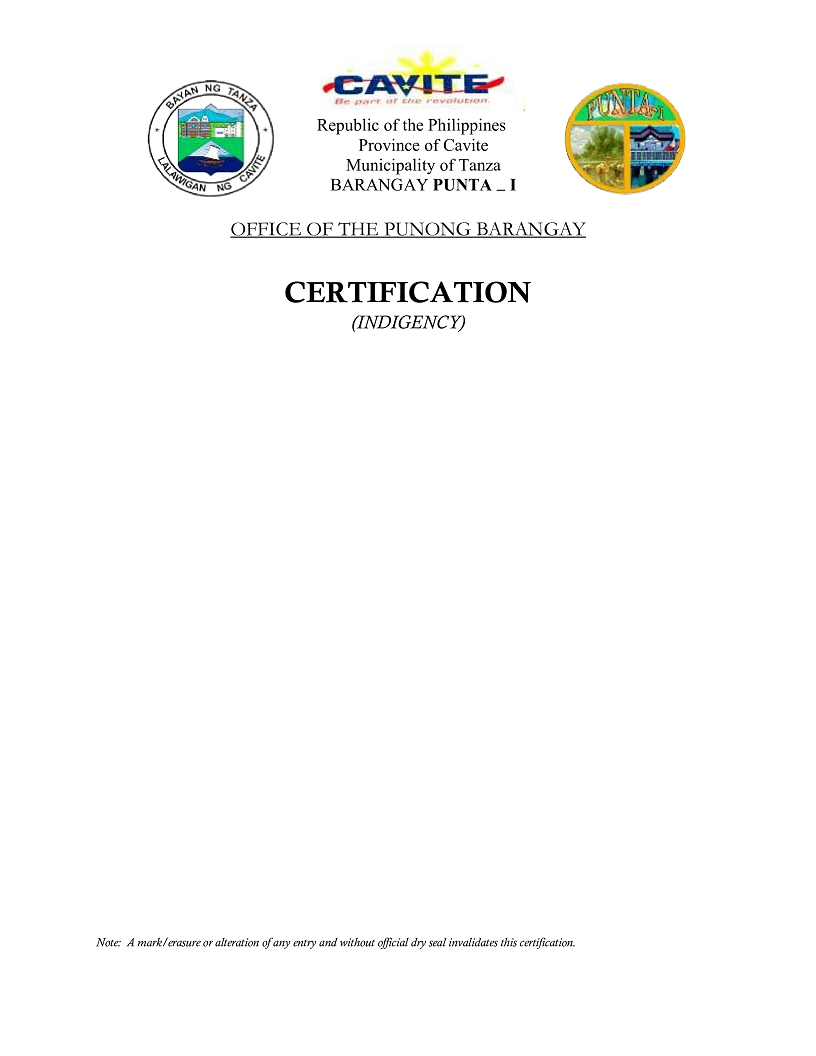 CAVITE
Be part of the revolution.
BAYAN NG TANZA
LALAWIGAN NG CAVITE
PUNTA-I
Republic of the Philippines
Province of Cavite
Municipality of Tanza
BARANGAY PUNTA _ I
OFFICE OF THE PUNONG BARANGAY
CERTIFICATION
(INDIGENCY)
Note: A mark/erasure or alteration of any entry and without official dry seal invalidates this certification.